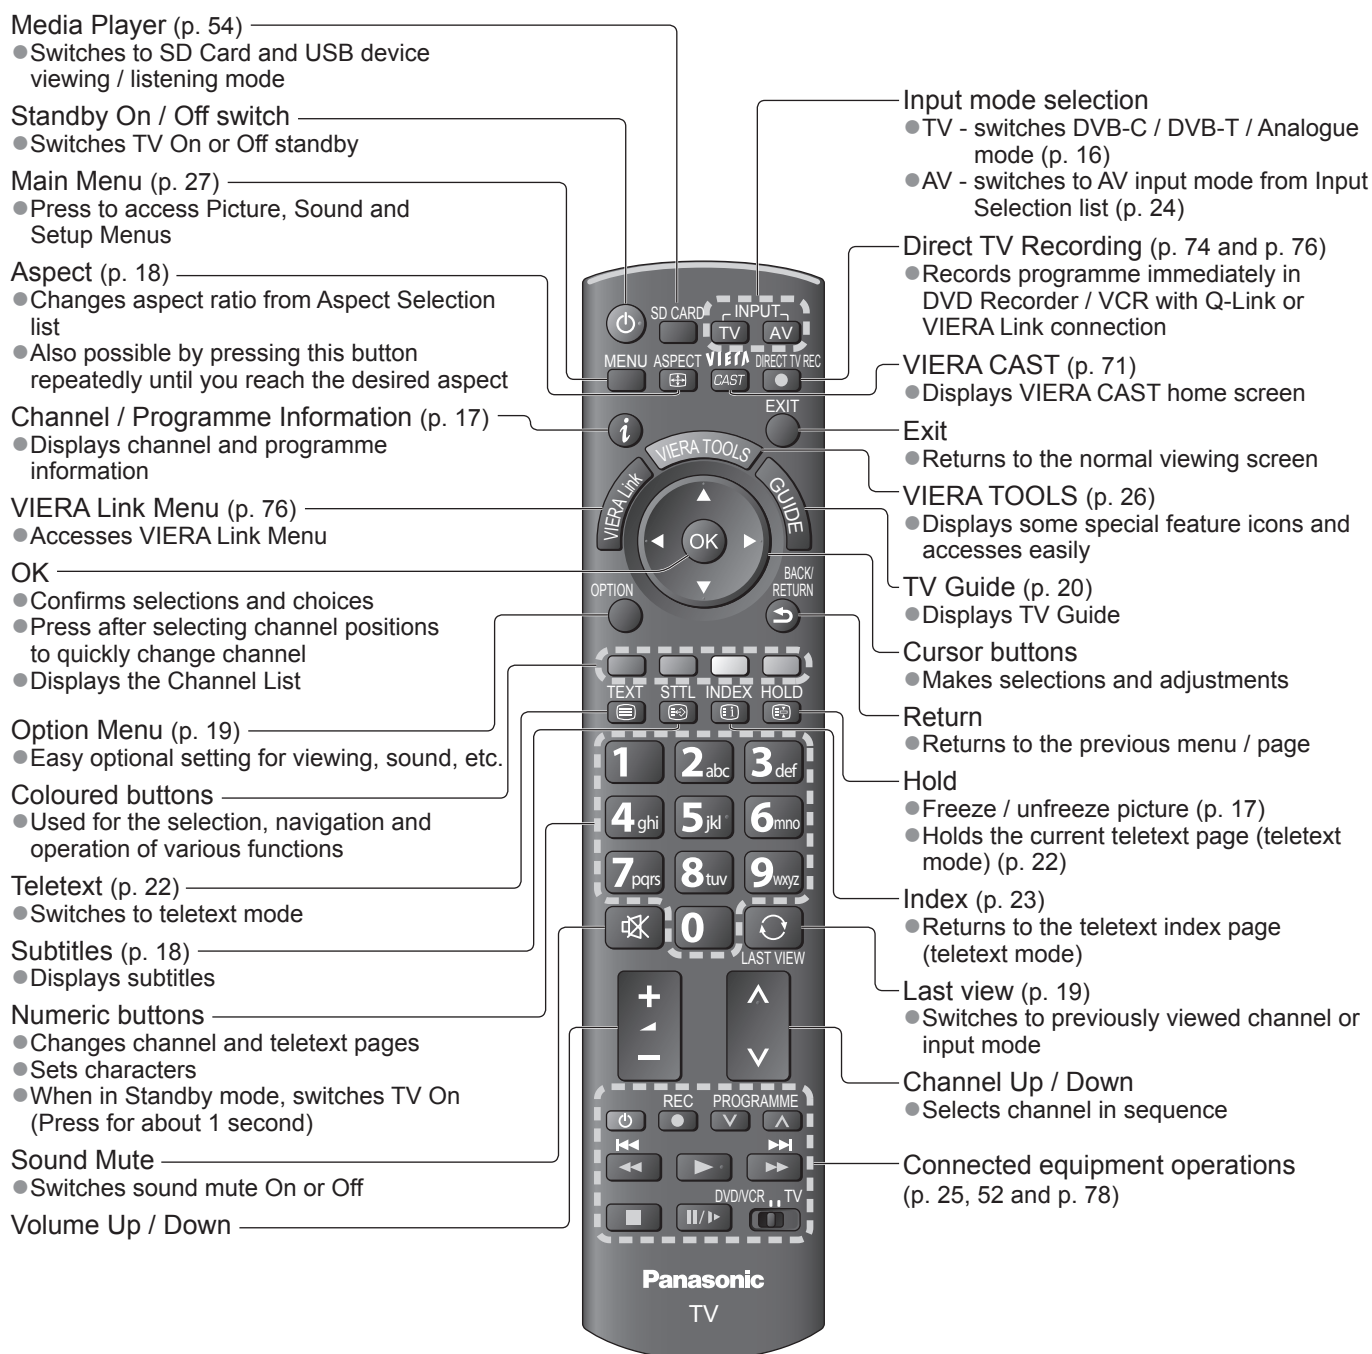 Media Player (p. 54)
●Switches to SD Card and USB device
viewing / listening mode
Standby On / Off switch
●Switches TV On or Off standby
Main Menu (p. 27)
●Press to access Picture, Sound and
Setup Menus
Aspect (p. 18)
●Changes aspect ratio from Aspect Selection
list
●Also possible by pressing this button
repeatedly until you reach the desired aspect
Channel / Programme Information (p. 17)
●Displays channel and programme
information
VIERA Link Menu (p. 76)
●Accesses VIERA Link Menu
OK
●Confirms selections and choices
●Press after selecting channel positions
to quickly change channel
●Displays the Channel List
Option Menu (p. 19)
●Easy optional setting for viewing, sound, etc.
Coloured buttons
●Used for the selection, navigation and
operation of various functions
Teletext (p. 22)
●Switches to teletext mode
Subtitles (p. 18)
●Displays subtitles
Numeric buttons
●Changes channel and teletext pages
●Sets characters
●When in Standby mode, switches TV On
(Press for about 1 second)
Sound Mute
●Switches sound mute On or Off
Volume Up / Down
SD CARD
INPUT
TV AV
MENU ASPECT VIERA DIRECT TV REC
CAST
i EXIT
VIERA TOOLS
VIERA Link
GUIDE
OK
OPTION
BACK/
RETURN
TEXT STTL INDEX HOLD
1 2 abc 3 def
4 ghi 5 jkl 6 mno
7 pqrs 8 tuv 9 wxyz
0
LAST VIEW
+
−
REC PROGRAMME
DVD/VCR TV
Panasonic
TV
Input mode selection
●TV - switches DVB-C / DVB-T / Analogue
mode (p. 16)
●AV - switches to AV input mode from Input
Selection list (p. 24)
Direct TV Recording (p. 74 and p. 76)
●Records programme immediately in
DVD Recorder / VCR with Q-Link or
VIERA Link connection
VIERA CAST (p. 71)
●Displays VIERA CAST home screen
Exit
●Returns to the normal viewing screen
VIERA TOOLS (p. 26)
●Displays some special feature icons and
accesses easily
TV Guide (p. 20)
●Displays TV Guide
Cursor buttons
●Makes selections and adjustments
Return
●Returns to the previous menu / page
Hold
●Freeze / unfreeze picture (p. 17)
●Holds the current teletext page (teletext
mode) (p. 22)
Index (p. 23)
●Returns to the teletext index page
(teletext mode)
Last view (p. 19)
●Switches to previously viewed channel or
input mode
Channel Up / Down
●Selects channel in sequence
Connected equipment operations
(p. 25, 52 and p. 78)